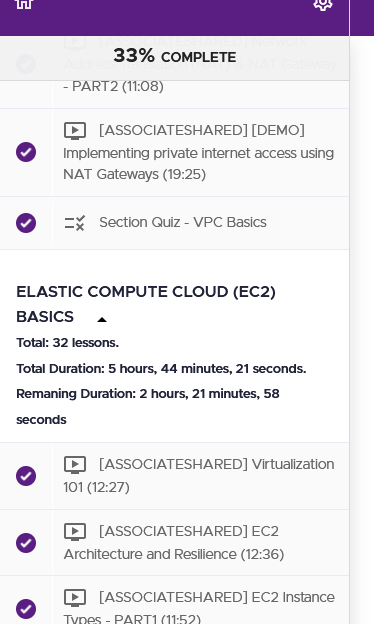 33% COMPLETE
- PART2 (11:08)
[ASSOCIATESHARED] [DEMO]
Implementing private internet access using
NAT Gateways (19:25)
Section Quiz - VPC Basics
ELASTIC COMPUTE CLOUD (EC2)
BASICS
Total: 32 lessons.
Total Duration: 5 hours, 44 minutes, 21 seconds.
Remaning Duration: 2 hours, 21 minutes, 58
seconds
[ASSOCIATESHARED] Virtualization
101 (12:27)
[ASSOCIATESHARED] EC2
Architecture and Resilience (12:36)
[ASSOCIATESHARED] EC2 Instance
Types - PART1 (11:52)